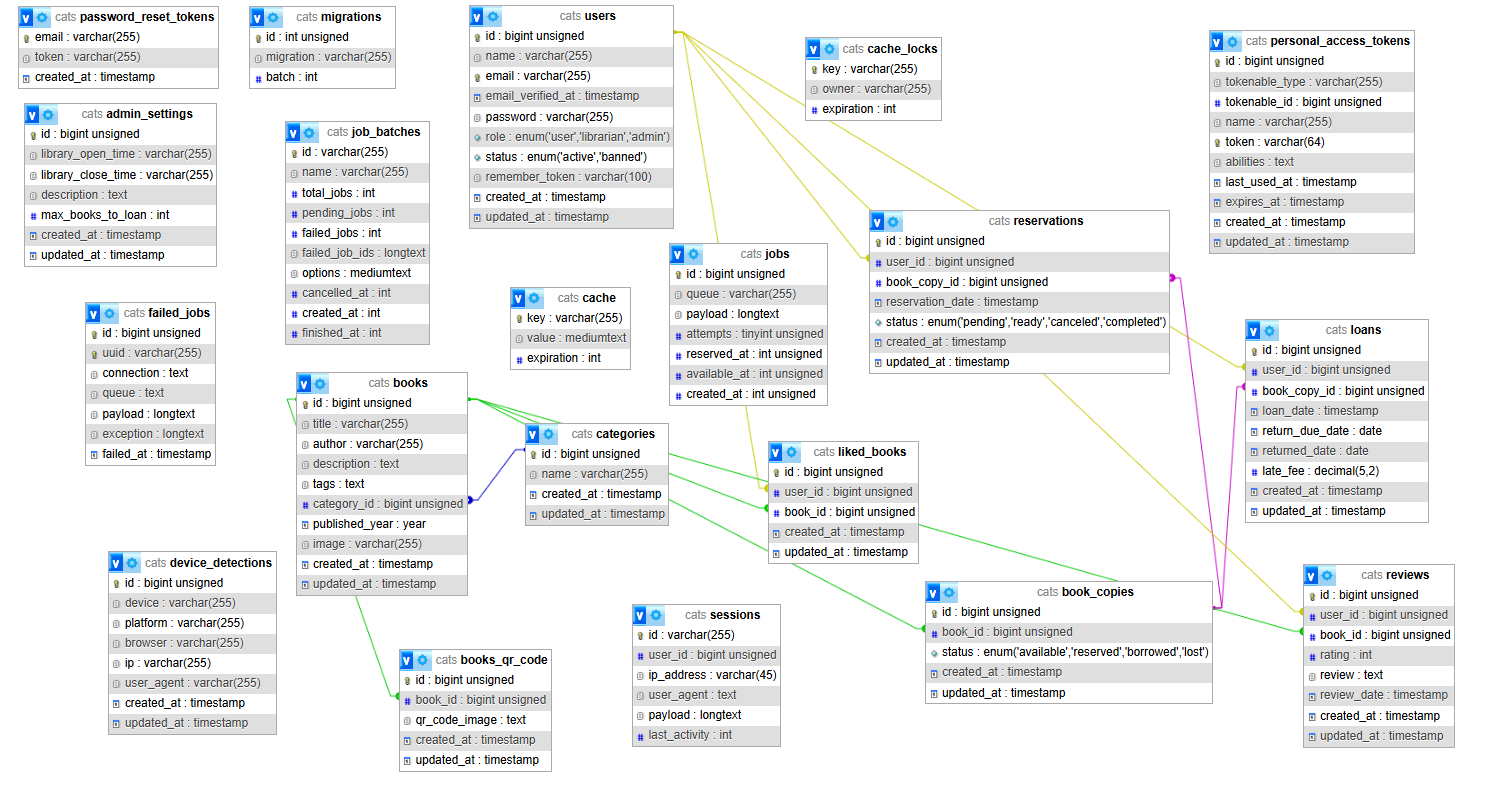 cats password_reset_tokens
email : varchar(255)
token : varchar(255)
created_at : timestamp
cats migrations
id : int unsigned
migration : varchar(255)
batch : int
cats users
id : bigint unsigned
name : varchar(255)
email : varchar(255)
email_verified_at : timestamp
password : varchar(255)
role : enum('user','librarian','admin')
status : enum('active','banned')
remember_token : varchar(100)
created_at : timestamp
updated_at : timestamp
cats cache_locks
key : varchar(255)
owner : varchar(255)
expiration : int
cats personal_access_tokens
id : bigint unsigned
tokenable_type : varchar(255)
tokenable_id : bigint unsigned
name : varchar(255)
token : varchar(64)
abilities : text
last_used_at : timestamp
expires_at : timestamp
created_at : timestamp
updated_at : timestamp
cats admin_settings
id : bigint unsigned
library_open_time : varchar(255)
library_close_time : varchar(255)
description : text
max_books_to_loan : int
created_at : timestamp
updated_at : timestamp
cats job_batches
id : varchar(255)
name : varchar(255)
total_jobs : int
pending_jobs : int
failed_jobs : int
failed_job_ids : longtext
options : mediumtext
cancelled_at : int
created_at : int
finished_at : int
cats reservations
id : bigint unsigned
user_id : bigint unsigned
book_copy_id : bigint unsigned
reservation_date : timestamp
status : enum('pending','ready','canceled','completed')
created_at : timestamp
updated_at : timestamp
cats jobs
id : bigint unsigned
queue : varchar(255)
payload : longtext
attempts : tinyint unsigned
reserved_at : int unsigned
available_at : int unsigned
created_at : int unsigned
cats cache
key : varchar(255)
value : mediumtext
expiration : int
cats failed_jobs
id : bigint unsigned
uuid : varchar(255)
connection : text
queue : text
payload : longtext
exception : longtext
failed_at : timestamp
cats loans
id : bigint unsigned
user_id : bigint unsigned
book_copy_id : bigint unsigned
loan_date : timestamp
return_due_date : date
returned_date : date
late_fee : decimal(5,2)
created_at : timestamp
updated_at : timestamp
cats books
id : bigint unsigned
title : varchar(255)
author : varchar(255)
description : text
tags : text
category_id : bigint unsigned
published_year : year
image : varchar(255)
created_at : timestamp
updated_at : timestamp
cats categories
id : bigint unsigned
name : varchar(255)
created_at : timestamp
updated_at : timestamp
cats liked_books
id : bigint unsigned
user_id : bigint unsigned
book_id : bigint unsigned
created_at : timestamp
updated_at : timestamp
cats device_detections
id : bigint unsigned
device : varchar(255)
platform : varchar(255)
browser : varchar(255)
ip : varchar(255)
user_agent : varchar(255)
created_at : timestamp
updated_at : timestamp
cats books_qr_code
id : bigint unsigned
book_id : bigint unsigned
qr_code_image : text
created_at : timestamp
updated_at : timestamp
cats sessions
id : varchar(255)
user_id : bigint unsigned
ip_address : varchar(45)
user_agent : text
payload : longtext
last_activity : int
cats book_copies
id : bigint unsigned
book_id : bigint unsigned
status : enum('available','reserved','borrowed','lost')
created_at : timestamp
updated_at : timestamp
cats reviews
id : bigint unsigned
user_id : bigint unsigned
book_id : bigint unsigned
rating : int
review : text
review_date : timestamp
created_at : timestamp
updated_at : timestamp